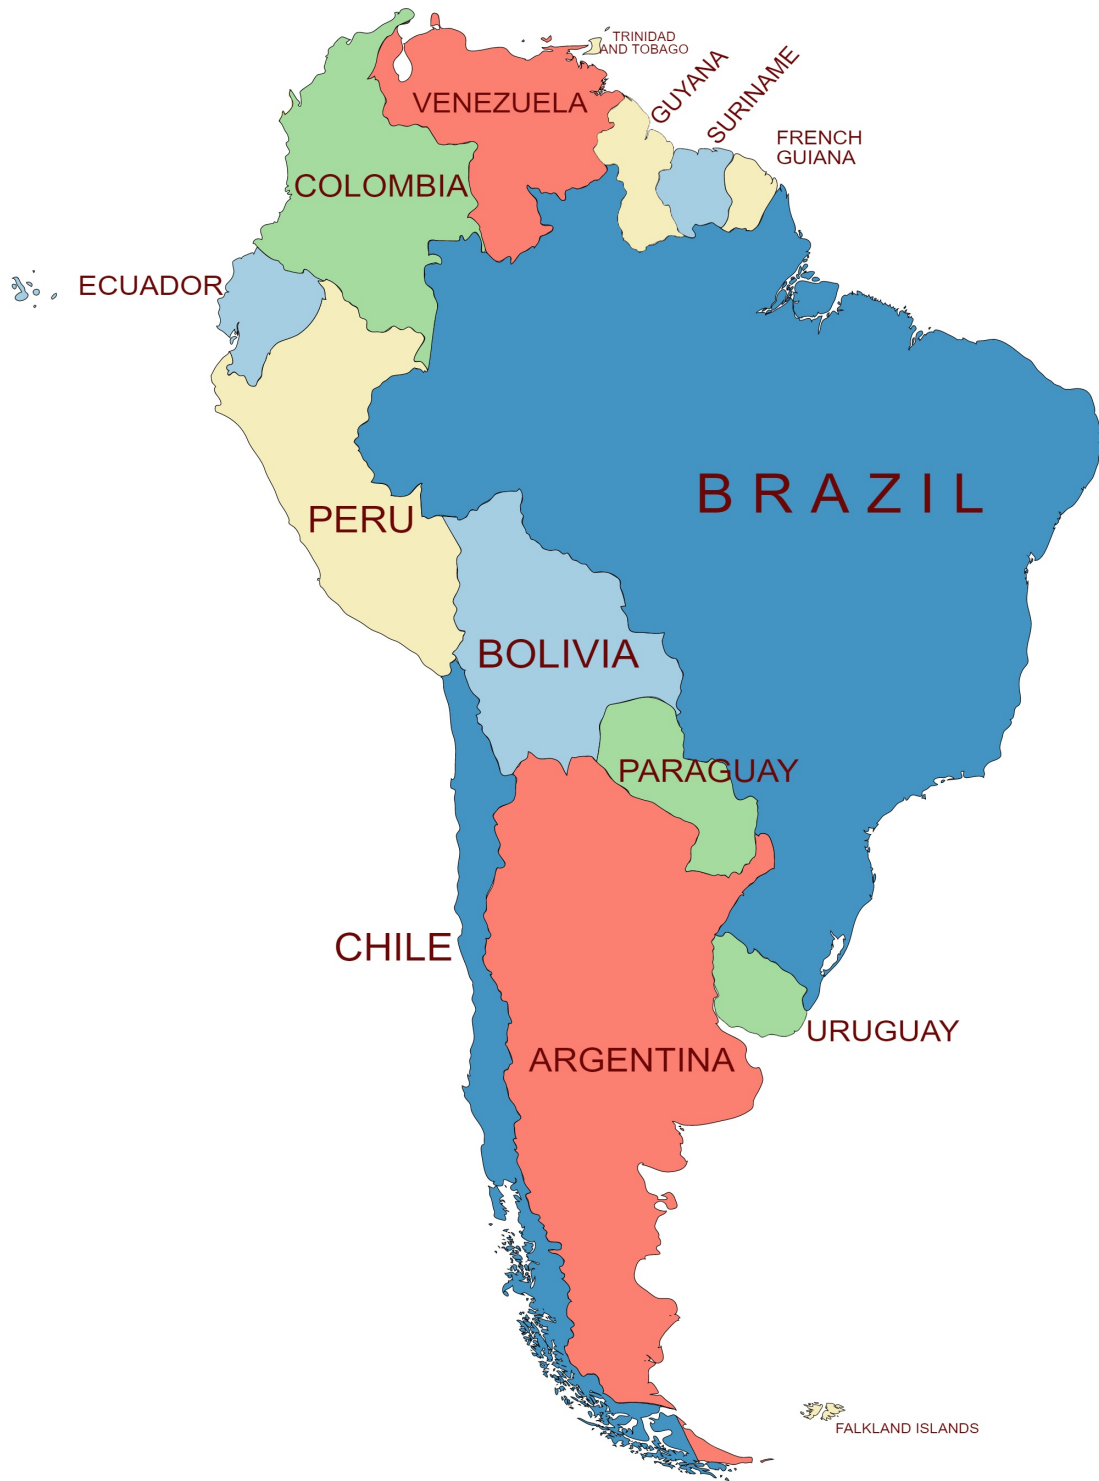 TRINIDAD
AND TOBAGO
VENEZUELA
GUYANA
SURINAME
FRENCH
GUIANA
COLOMBIA
ECUADOR
BRAZIL
PERU
BOLIVIA
PARAGUAY
CHILE
URUGUAY
ARGENTINA
FALKLAND ISLANDS